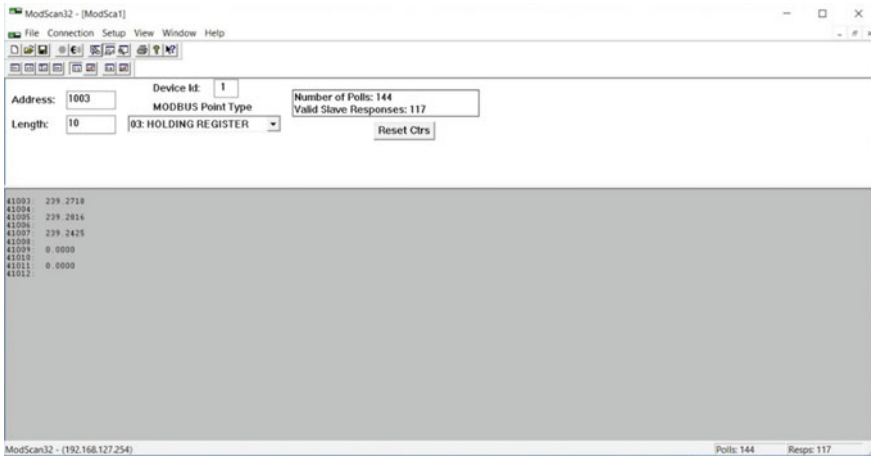 ModScan32 - [ModSca1]
File Connection Setup View Window Help
Address: 1003
Device Id: 1
MODBUS Point Type
Length: 10
03: HOLDING REGISTER
Number of Polls: 144
Valid Slave Responses: 117
Reset Ctrs
41003: 239.2718
41004:
41005: 239.2816
41006:
41007: 239.2425
41008:
41009: 0.0000
41010:
41011: 0.0000
41012:
ModScan32 - (192.168.127.254)
Polls: 144
Resps: 117